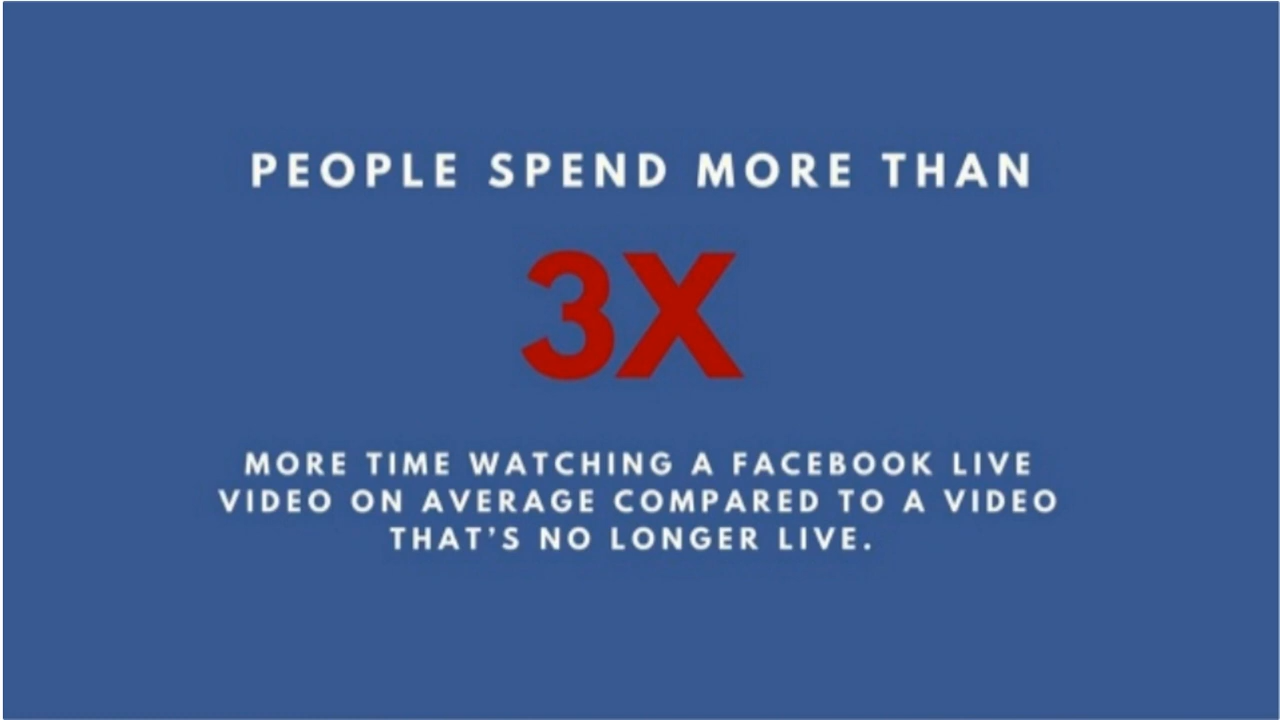 PEOPLE SPEND MORE THAN
3X
MORE TIME WATCHING A FACEBOOK LIVE
VIDEO ON AVERAGE COMPARED TO A VIDEO
THAT’S NO LONGER LIVE.